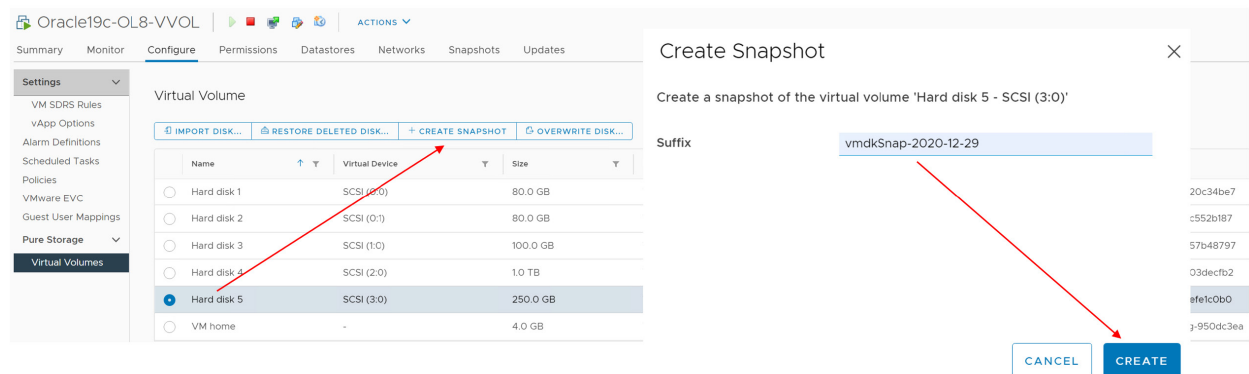 Oracle19c-OL8-VVOL ACTIONS
Summary Monitor Configure Permissions Datastores Networks Snapshots Updates
Settings
VM SDRS Rules
vApp Options
Alarm Definitions
Scheduled Tasks
Policies
VMware EVC
Guest User Mappings
Pure Storage
Virtual Volumes
Virtual Volume
IMPORT DISK... RESTORE DELETED DISK... + CREATE SNAPSHOT OVERWRITE DISK...
Name Virtual Device Size
Hard disk 1 SCSI (0:0) 80.0 GB
Hard disk 2 SCSI (0:1) 80.0 GB
Hard disk 3 SCSI (1:0) 100.0 GB
Hard disk 4 SCSI (2:0) 1.0 TB
Hard disk 5 SCSI (3:0) 250.0 GB
VM home - 4.0 GB
Create Snapshot
Create a snapshot of the virtual volume 'Hard disk 5 - SCSI (3:0)'
Suffix vmdkSnap-2020-12-29
CANCEL CREATE
20c34be7
c552b187
57b48797
03decfb2
efe1c0b0
g-950dc3ea